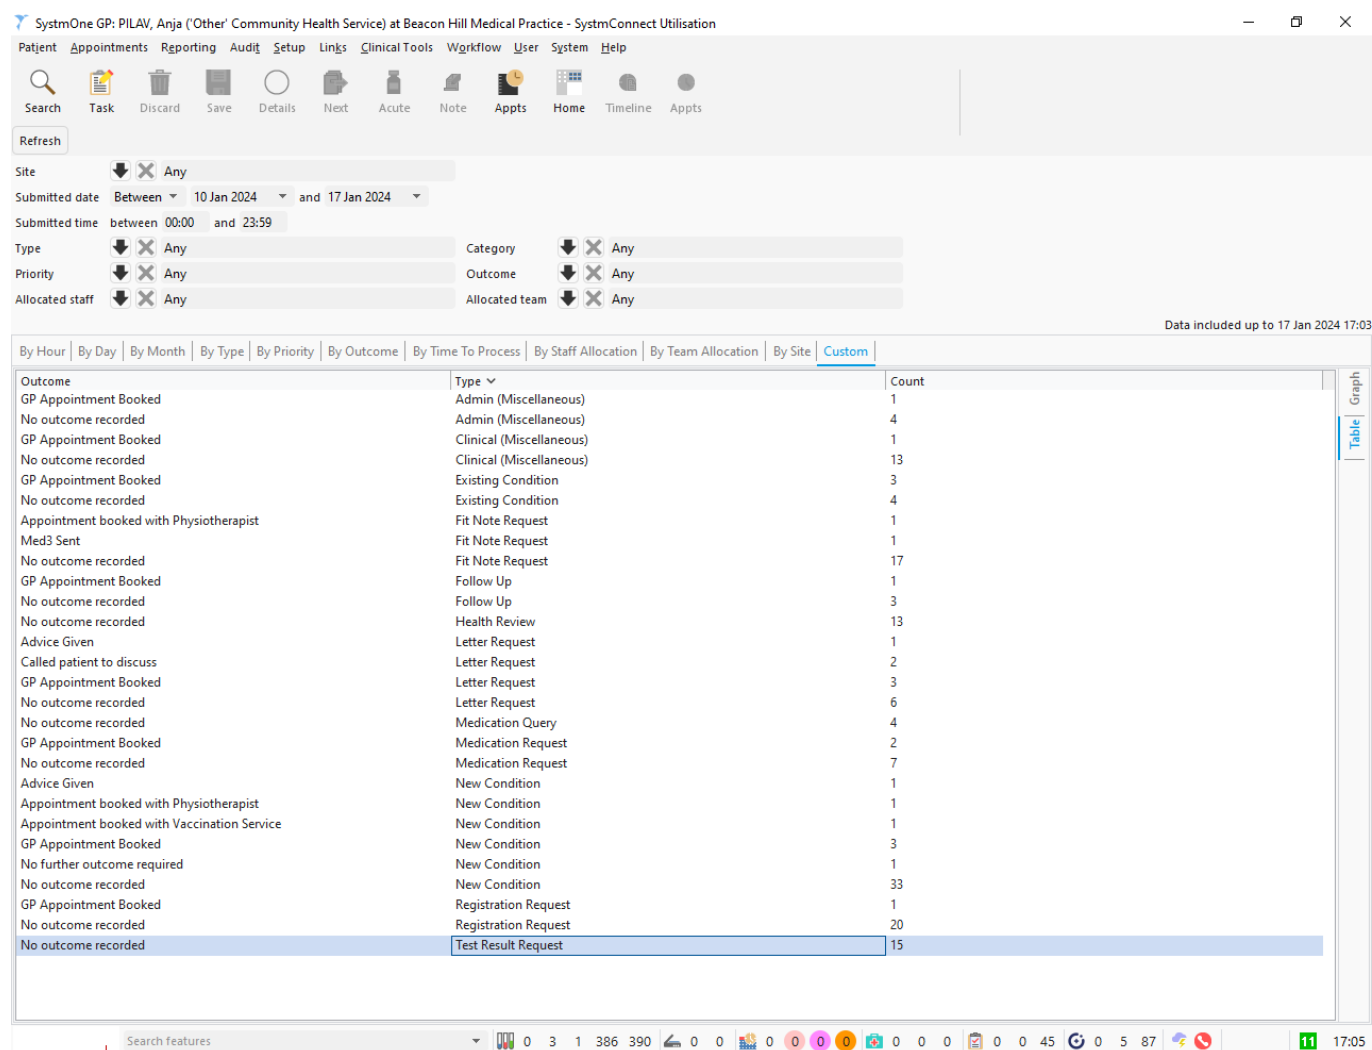 SystmOne GP: PILAV, Anja ('Other' Community Health Service) at Beacon Hill Medical Practice - SystmConnect Utilisation
Patient Appointments Reporting Audit Setup Links Clinical Tools Workflow User System Help
Search Task Discard Save Details Next Acute Note Appts Home Timeline Appts
Refresh
Site Any
Submitted date Between 10 Jan 2024 and 17 Jan 2024
Submitted time between 00:00 and 23:59
Type Any Category Any
Priority Any Outcome Any
Allocated staff Any Allocated team Any
Data included up to 17 Jan 2024 17:03
By Hour By Day By Month By Type By Priority By Outcome By Time To Process By Staff Allocation By Team Allocation By Site Custom
Outcome Type Count
GP Appointment Booked Admin (Miscellaneous) 1
No outcome recorded Admin (Miscellaneous) 4
GP Appointment Booked Clinical (Miscellaneous) 1
No outcome recorded Clinical (Miscellaneous) 13
GP Appointment Booked Existing Condition 3
No outcome recorded Existing Condition 4
Appointment booked with Physiotherapist Fit Note Request 1
Med3 Sent Fit Note Request 1
No outcome recorded Fit Note Request 17
GP Appointment Booked Follow Up 1
No outcome recorded Follow Up 3
No outcome recorded Health Review 13
Advice Given Letter Request 1
Called patient to discuss Letter Request 2
GP Appointment Booked Letter Request 3
No outcome recorded Letter Request 6
No outcome recorded Medication Query 4
GP Appointment Booked Medication Request 2
No outcome recorded Medication Request 7
Advice Given New Condition 1
Appointment booked with Physiotherapist New Condition 1
Appointment booked with Vaccination Service New Condition 1
GP Appointment Booked New Condition 3
No further outcome required New Condition 1
No outcome recorded New Condition 33
GP Appointment Booked Registration Request 1
No outcome recorded Registration Request 20
No outcome recorded Test Result Request 15
Graph
Table
Search features 0 3 1 386 390 0 0 0 0 0 0 0 0 0 0 0 45 0 5 87 11 17:05